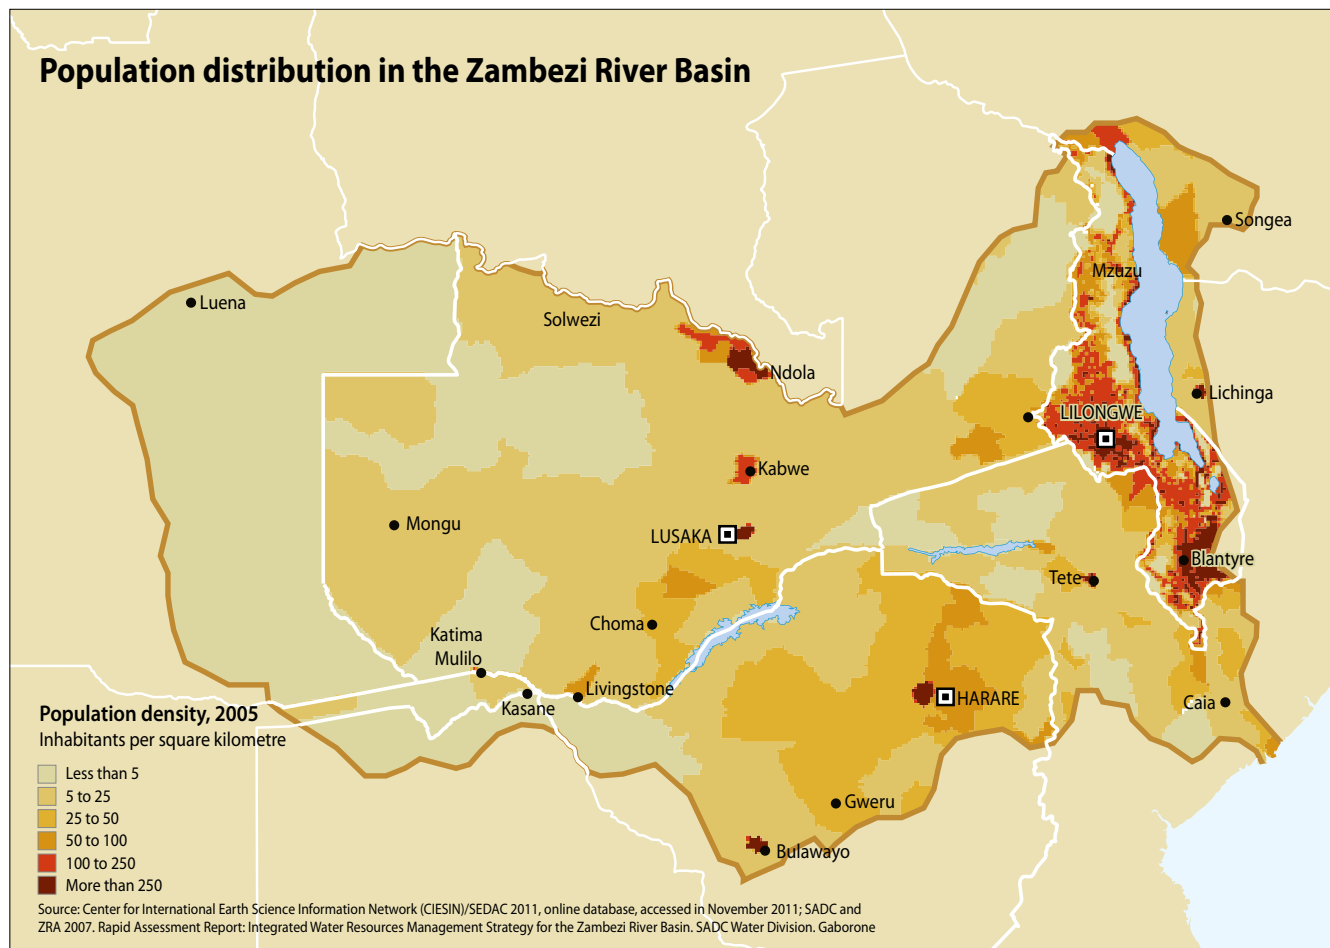 Population distribution in the Zambezi River Basin
Songea
Mzuzu
Luena
Solwezi
Ndola
Lichinga
LILONGWE
Kabwe
Mongu
LUSAKA
Blantyre
Tete
Choma
Katima
Mulilo
Livingstone
Kasane
HARARE
Caia
Population density, 2005
Inhabitants per square kilometre
Less than 5
5 to 25
25 to 50
50 to 100
100 to 250
More than 250
Gweru
Bulawayo
Source: Center for International Earth Science Information Network (CIESIN)/SEDAC 2011, online database, accessed in November 2011; SADC and
ZRA 2007. Rapid Assessment Report: Integrated Water Resources Management Strategy for the Zambezi River Basin. SADC Water Division. Gaborone